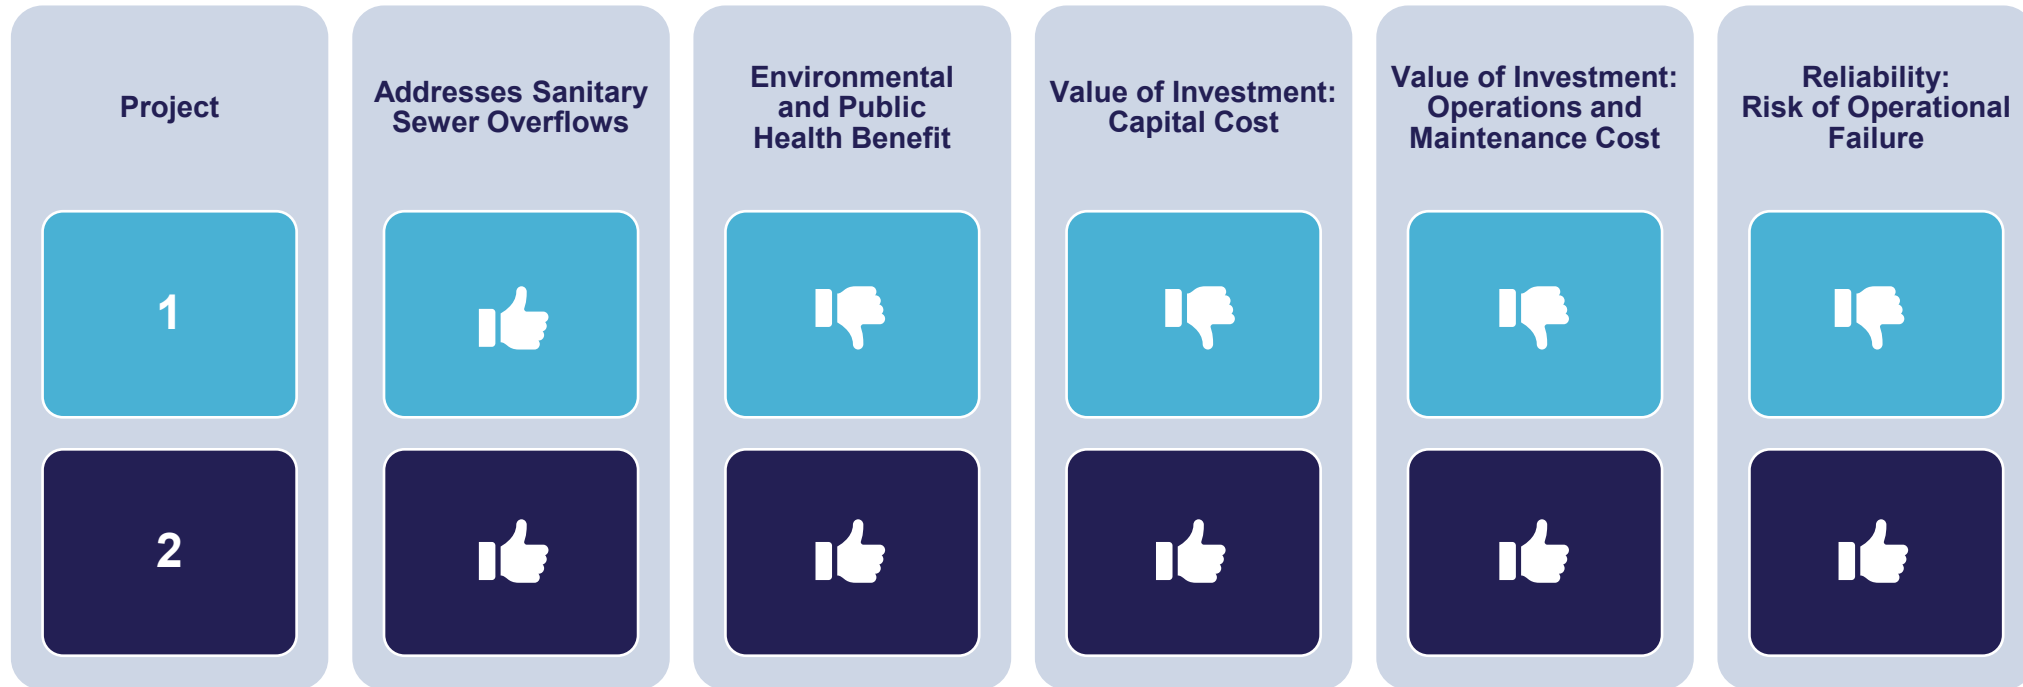 Project
Addresses Sanitary
Sewer Overflows
Environmental
and Public
Health Benefit
Value of Investment:
Capital Cost
Value of Investment:
Operations and
Maintenance Cost
Reliability:
Risk of Operational
Failure
1
2